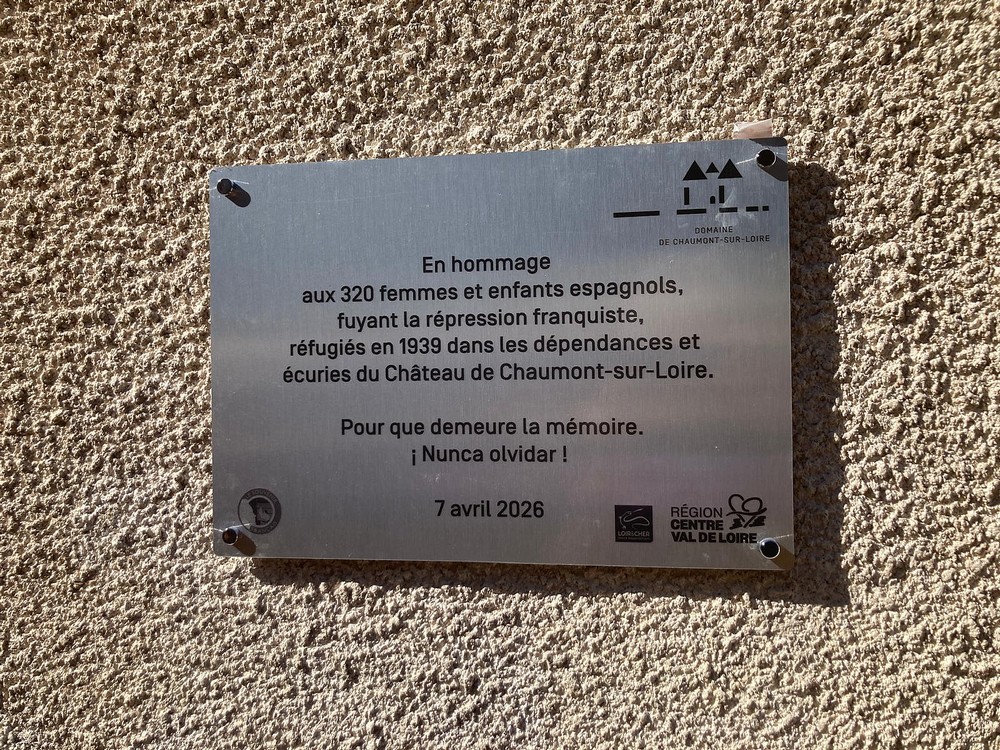 DOMAINE
DE CHAUMONT-SUR-LOIRE
En hommage
aux 320 femmes et enfants espagnols,
fuyant la répression franquiste,
réfugiés en 1939 dans les dépendances et
écuries du Château de Chaumont-sur-Loire.
Pour que demeure la mémoire.
¡ Nunca olvidar !
7 avril 2026
LOIR&CHER
RÉGION
CENTRE
VAL DE LOIRE